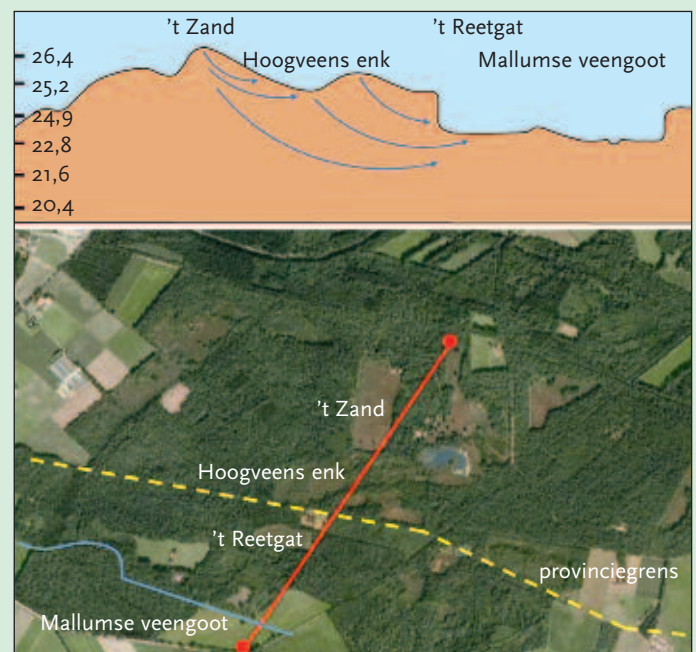 't Zand
't Reetgat
Hoogveens enk
Mallumse veengoot
26,4
25,2
24,9
22,8
21,6
20,4
't Zand
Hoogveens enk
't Reetgat
provinciegrens
Mallumse veengoot